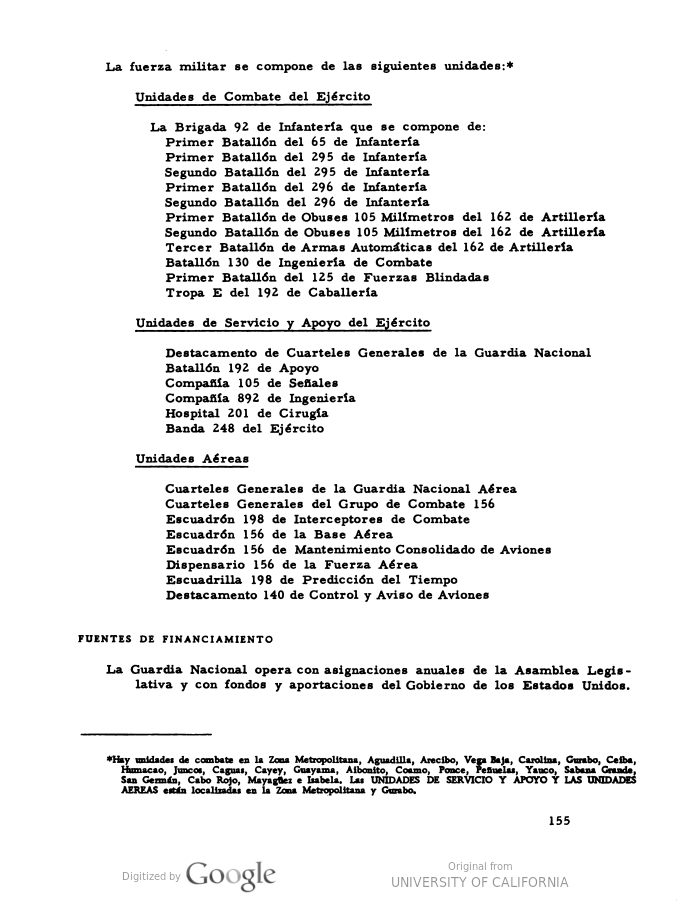 La fuerza militar se compone de las siguientes unidades:*
Unidades de Combate del Ejército
La Brigada 92 de Infantería que se compone de:
Primer Batallón del 65 de Infantería
Primer Batallón del 295 de Infantería
Segundo Batallón del 295 de Infantería
Primer Batallón del 296 de Infantería
Segundo Batallón del 296 de Infantería
Primer Batallón de Obuses 105 Milímetros del 162 de Artillería
Segundo Batallón de Obuses 105 Milímetros del 162 de Artillería
Tercer Batallón de Armas Automáticas del 162 de Artillería
Batallón 130 de Ingeniería de Combate
Primer Batallón del 125 de Fuerzas Blindadas
Tropa E del 192 de Caballería
Unidades de Servicio y Apoyo del Ejército
Destacamento de Cuarteles Generales de la Guardia Nacional
Batallón 192 de Apoyo
Compañía 105 de Señales
Compañía 892 de Ingeniería
Hospital 201 de Cirugía
Banda 248 del Ejército
Unidades Aéreas
Cuarteles Generales de la Guardia Nacional Aérea
Cuarteles Generales del Grupo de Combate 156
Escuadrón 198 de Interceptores de Combate
Escuadrón 156 de la Base Aérea
Escuadrón 156 de Mantenimiento Consolidado de Aviones
Dispensario 156 de la Fuerza Aérea
Escuadrilla 198 de Predicción del Tiempo
Destacamento 140 de Control y Aviso de Aviones
FUENTES DE FINANCIAMIENTO
La Guardia Nacional opera con asignaciones anuales de la Asamblea Legis-
lativa y con fondos y aportaciones del Gobierno de los Estados Unidos.
*Hay unidades de combate en la Zona Metropolitana, Aguadilla, Arecibo, Vega Baja, Carolina, Gurabo, Ceiba,
Humacao, Juncos, Caguas, Cayey, Guayama, Aibonito, Coamo, Ponce, Peñuelas, Yauco, Sabana Grande,
San Germán, Cabo Rojo, Mayagüez e Isabela. Las UNIDADES DE SERVICIO Y APOYO Y LAS UNIDADES
AEREAS están localizadas en la Zona Metropolitana y Gurabo.
155
Digitized by Google
Original from
UNIVERSITY OF CALIFORNIA